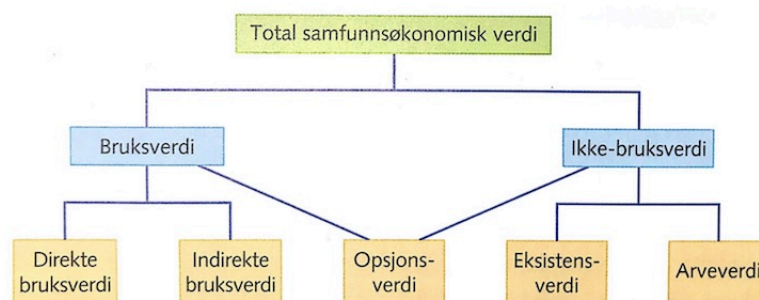 Total samfunnsøkonomisk verdi
Bruksverdi
Ikke-bruksverdi
Direkte
bruksverdi
Indirekte
bruksverdi
Opsjons-
verdi
Eksistens-
verdi
Arveverdi